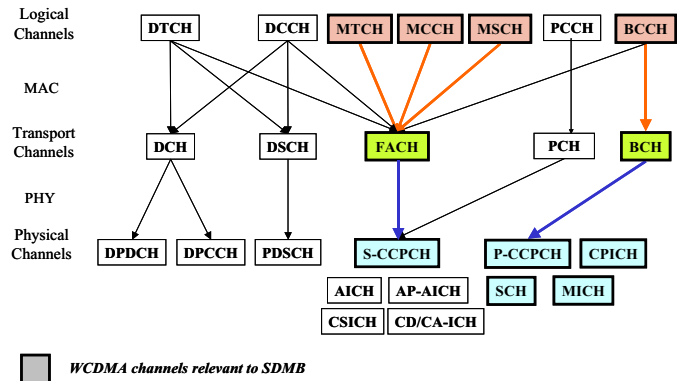 Logical
Channels
DTCH DCCH MTCH MCCH MSCH PCCH BCCH
MAC
Transport
Channels
DCH DSCH FACH PCH BCH
PHY
Physical
Channels
DPDCH DPCCH PDSCH S-CCPCH P-CCPCH CPICH
AICH AP-AICH SCH MICH
CSICH CD/CA-ICH
WCDMA channels relevant to SDMB